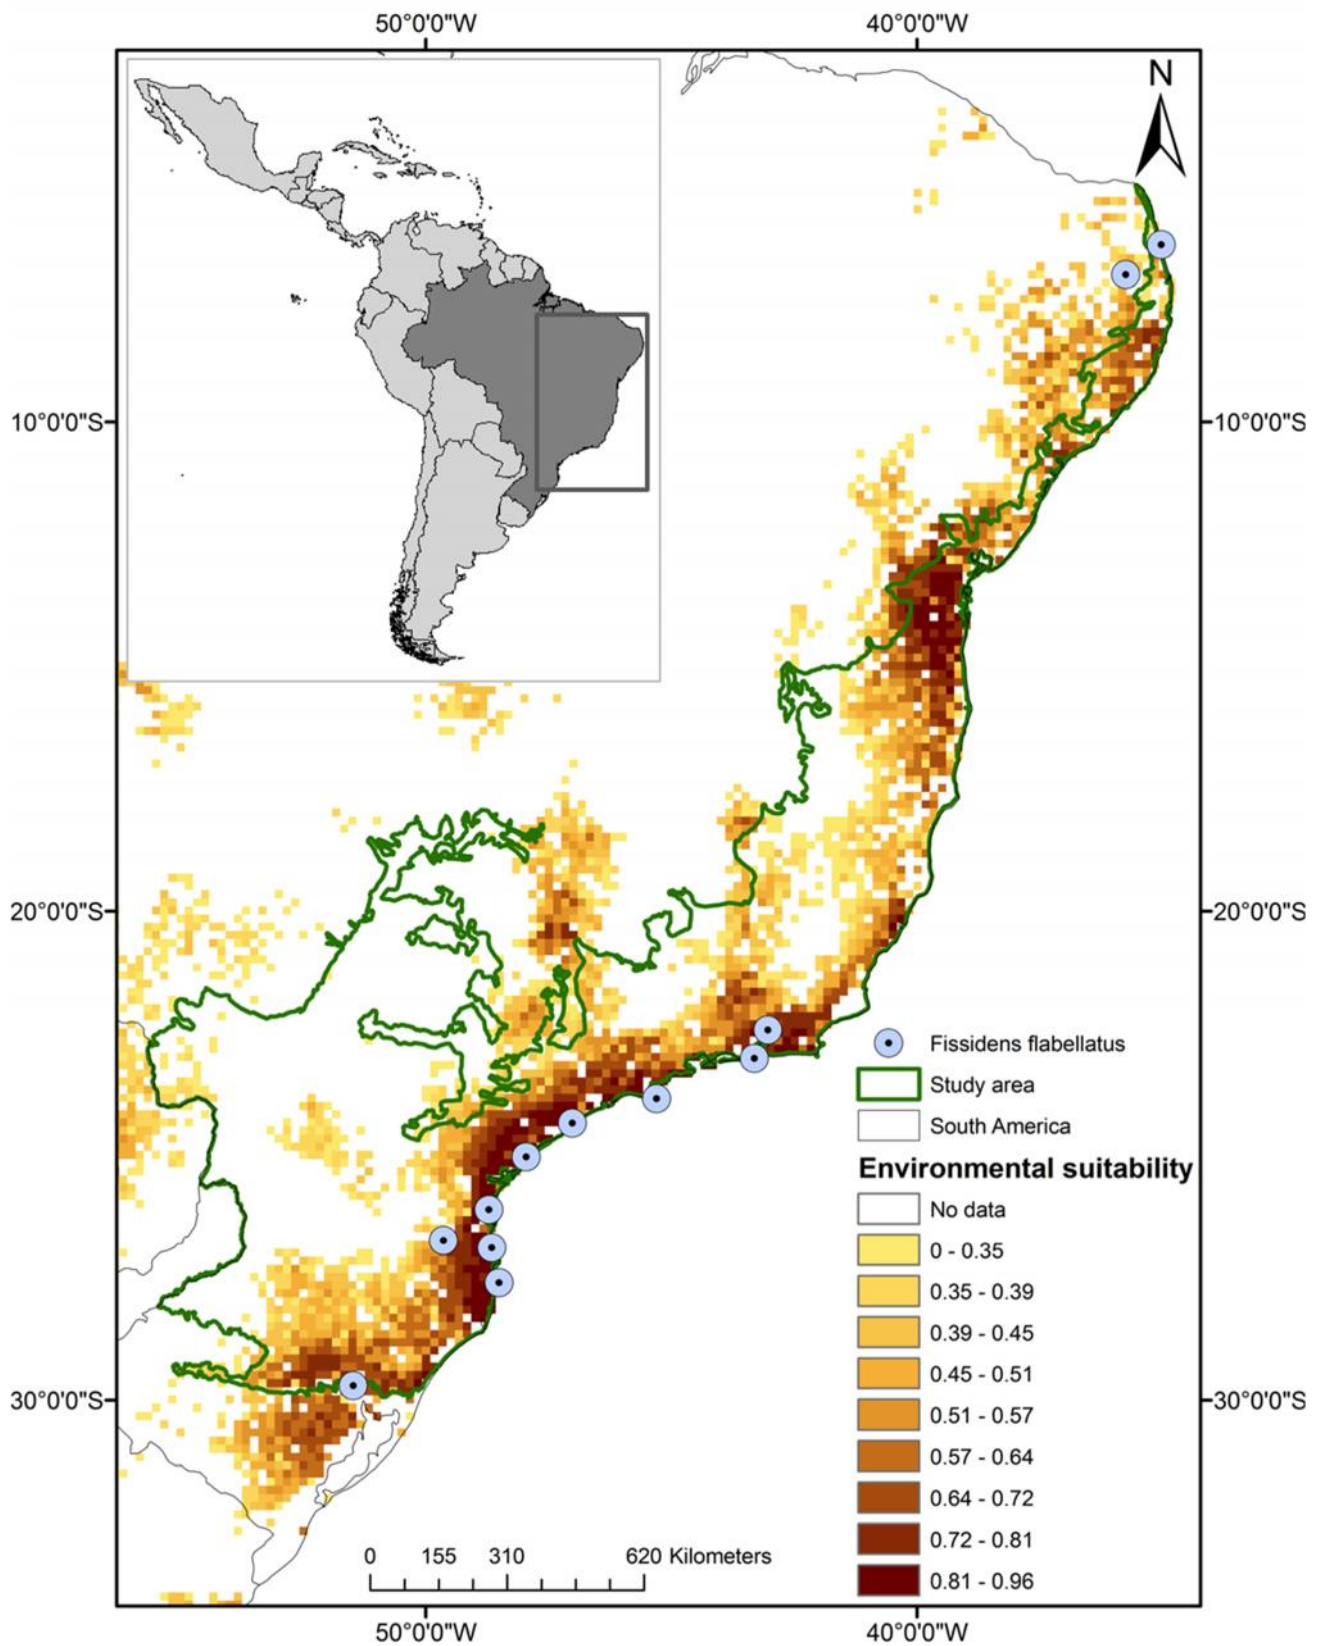 50°0'0"W 40°0'0"W
N
10°0'0"S 10°0'0"S
20°0'0"S 20°0'0"S
Fissidens flabellatus
Study area
South America
Environmental suitability
No data
0 - 0.35
0.35 - 0.39
0.39 - 0.45
30°0'0"S 30°0'0"S
0.45 - 0.51
0.51 - 0.57
0.57 - 0.64
0.64 - 0.72
0.72 - 0.81
0.81 - 0.96
0 155 310 620 Kilometers
50°0'0"W 40°0'0"W